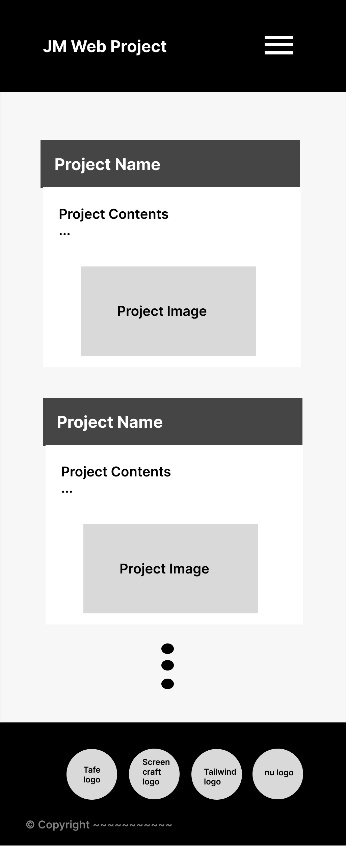 JM Web Project
Project Name
Project Contents
...
Project Image
Project Name
Project Contents
...
Project Image
Tafe
logo
Screen
craft
logo
Tailwind
logo
nu logo
© Copyright ~~~~~~~~~~~